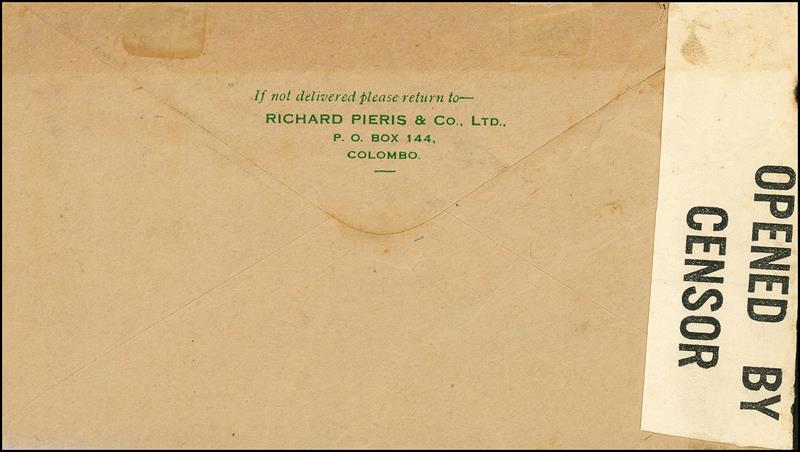 If not delivered please return to—
RICHARD PIERIS & CO., LTD.,
P. O. BOX 144,
COLOMBO.
OPENED BY
CENSOR